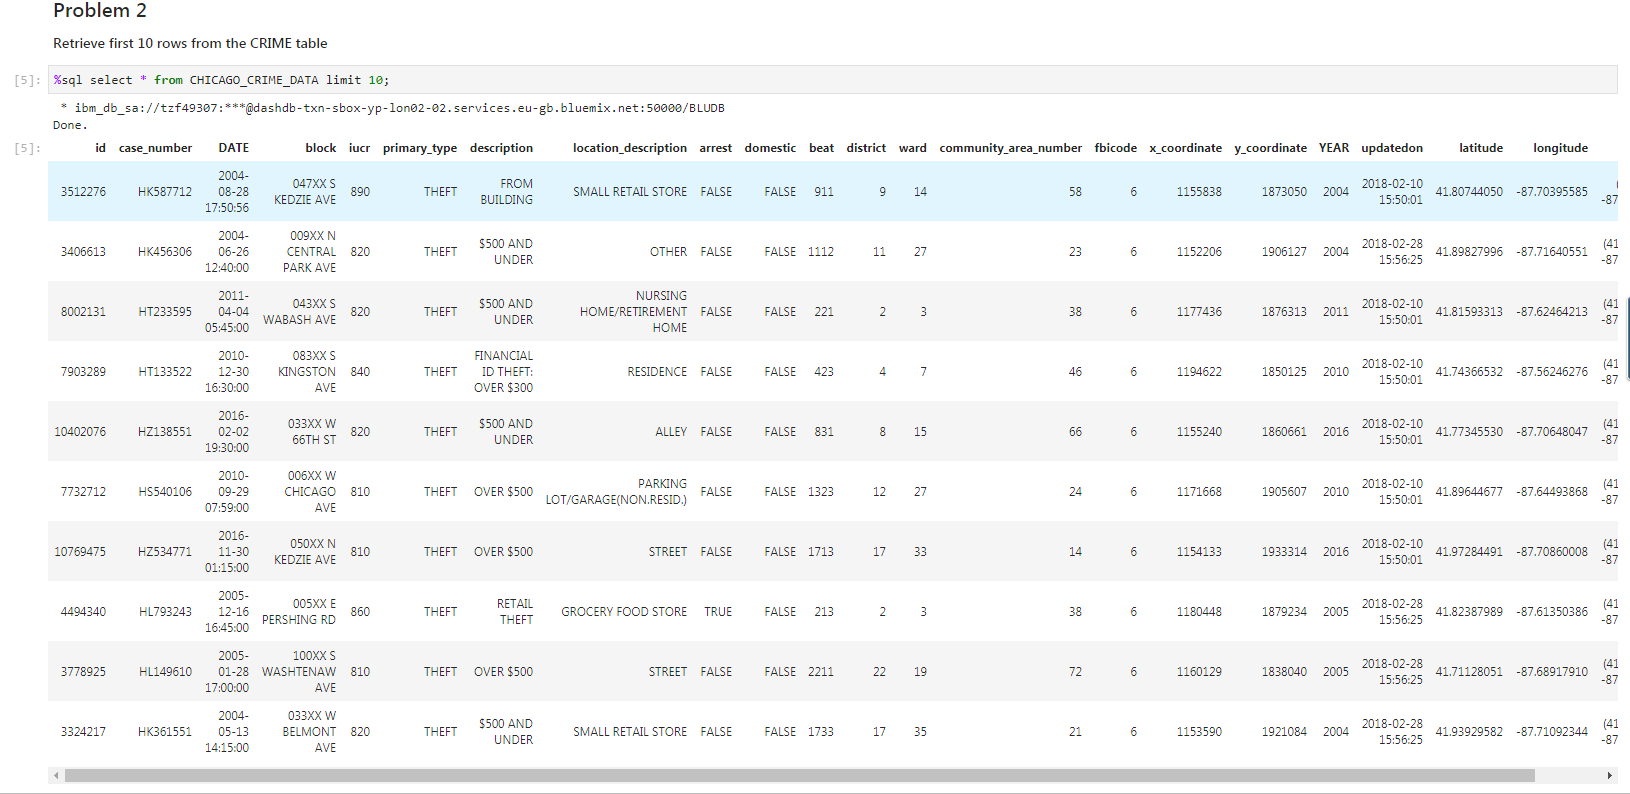 Problem 2
Retrieve first 10 rows from the CRIME table
[5]: %sql select * from CHICAGO_CRIME_DATA limit 10;
* ibm_db_sa://tzf49307:***@dashdb-txn-sbox-yp-lon02-02.services.eu-gb.bluemix.net:50000/BLUDB
Done.
[5]: id case_number DATE block iucr primary_type description location_description arrest domestic beat district ward community_area_number fbicode x_coordinate y_coordinate YEAR updatedon latitude longitude
3512276 HK587712 2004-08-28 17:50:56 047XX S KEDZIE AVE 890 THEFT FROM BUILDING SMALL RETAIL STORE FALSE FALSE 911 9 14 58 6 1155838 1873050 2004 2018-02-10 15:50:01 41.80744050 -87.70395585 -87
3406613 HK456306 2004-06-26 12:40:00 009XX N CENTRAL PARK AVE 820 THEFT $500 AND UNDER OTHER FALSE FALSE 1112 11 27 23 6 1152206 1906127 2004 2018-02-28 15:56:25 41.89827996 -87.71640551 (41 -87
8002131 HT233595 2011-04-04 05:45:00 043XX S WABASH AVE 820 THEFT $500 AND UNDER NURSING HOME/RETIREMENT HOME FALSE FALSE 221 2 3 38 6 1177436 1876313 2011 2018-02-10 15:50:01 41.81593313 -87.62464213 (41 -87
7903289 HT133522 2010-12-30 16:30:00 083XX S KINGSTON AVE 840 THEFT FINANCIAL ID THEFT: OVER $300 RESIDENCE FALSE FALSE 423 4 7 46 6 1194622 1850125 2010 2018-02-10 15:50:01 41.74366532 -87.56246276 (41 -87
10402076 HZ138551 2016-02-02 19:30:00 033XX W 66TH ST 820 THEFT $500 AND UNDER ALLEY FALSE FALSE 831 8 15 66 6 1155240 1860661 2016 2018-02-10 15:50:01 41.77345530 -87.70648047 (41 -87
7732712 HS540106 2010-09-29 07:59:00 006XX W CHICAGO AVE 810 THEFT OVER $500 PARKING LOT/GARAGE(NON.RESID.) FALSE FALSE 1323 12 27 24 6 1171668 1905607 2010 2018-02-10 15:50:01 41.89644677 -87.64493868 (41 -87
10769475 HZ534771 2016-11-30 01:15:00 050XX N KEDZIE AVE 810 THEFT OVER $500 STREET FALSE FALSE 1713 17 33 14 6 1154133 1933314 2016 2018-02-10 15:50:01 41.97284491 -87.70860008 (41 -87
4494340 HL793243 2005-12-16 16:45:00 005XX E PERSHING RD 860 THEFT RETAIL THEFT GROCERY FOOD STORE TRUE FALSE 213 2 3 38 6 1180448 1879234 2005 2018-02-28 15:56:25 41.82387989 -87.61350386 (41 -87
3778925 HL149610 2005-01-28 17:00:00 100XX S WASHTENAW AVE 810 THEFT OVER $500 STREET FALSE FALSE 2211 22 19 72 6 1160129 1838040 2005 2018-02-28 15:56:25 41.71128051 -87.68917910 (41 -87
3324217 HK361551 2004-05-13 14:15:00 033XX W BELMONT AVE 820 THEFT $500 AND UNDER SMALL RETAIL STORE FALSE FALSE 1733 17 35 21 6 1153590 1921084 2004 2018-02-28 15:56:25 41.93929582 -87.71092344 (41 -87